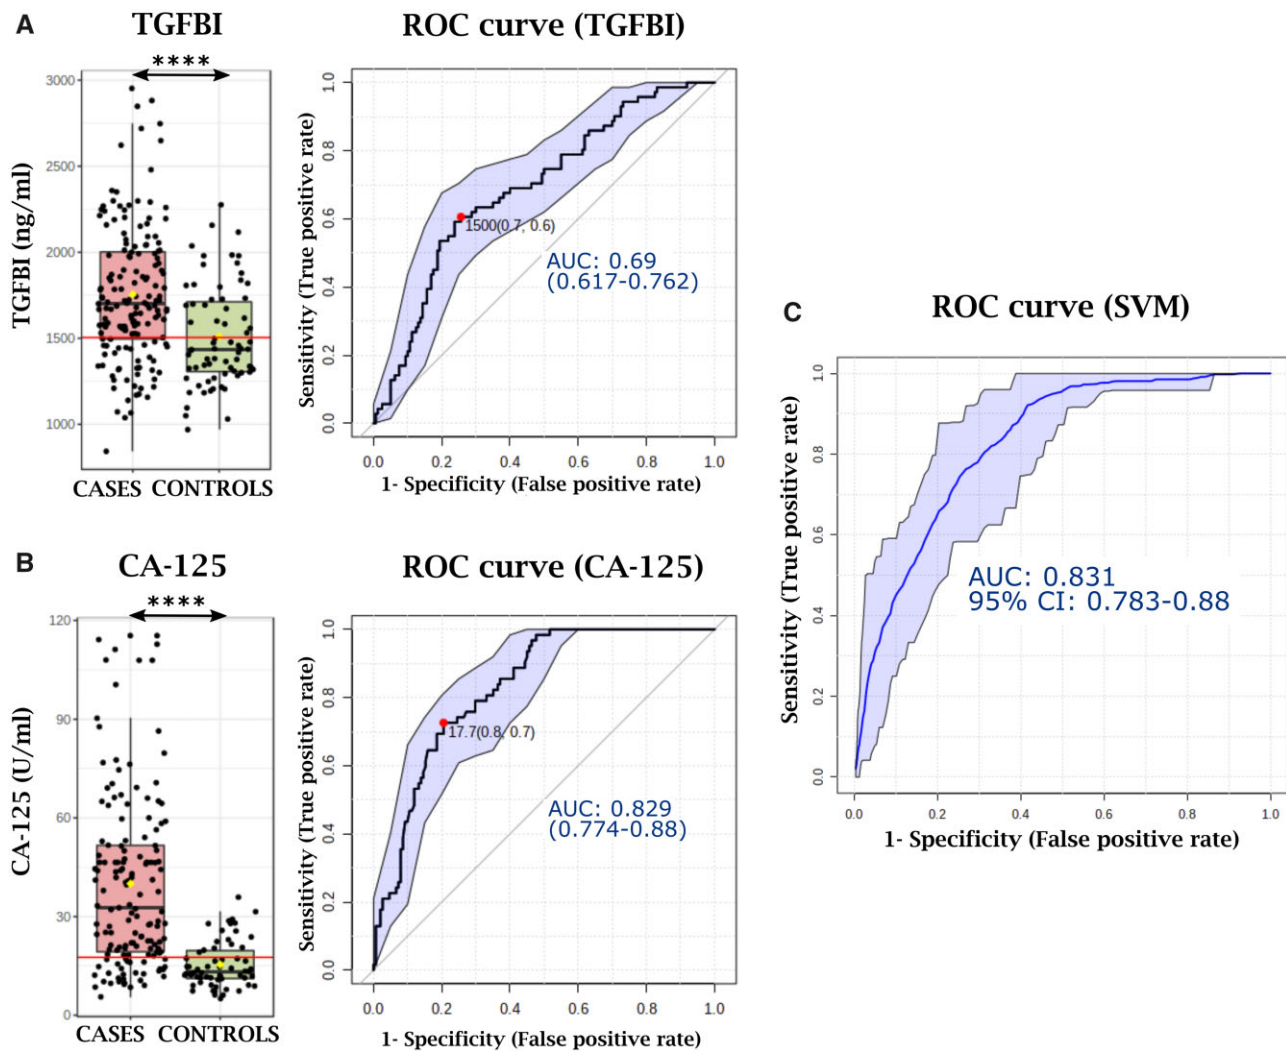 A
TGFBI
****
TGFBI (ng/ml)
3000
2500
2000
1500
1000
CASES CONTROLS
ROC curve (TGFBI)
Sensitivity (True positive rate)
1.0
0.8
0.6
0.4
0.2
0.0
1500(0.7, 0.6)
AUC: 0.69
(0.617-0.762)
0.0 0.2 0.4 0.6 0.8 1.0
1- Specificity (False positive rate)
B
CA-125
****
CA-125 (U/ml)
120
90
60
30
0
CASES CONTROLS
ROC curve (CA-125)
Sensitivity (True positive rate)
1.0
0.8
0.6
0.4
0.2
0.0
17.7(0.8, 0.7)
AUC: 0.829
(0.774-0.88)
0.0 0.2 0.4 0.6 0.8 1.0
1- Specificity (False positive rate)
C
ROC curve (SVM)
Sensitivity (True positive rate)
1.0
0.8
0.6
0.4
0.2
0.0
AUC: 0.831
95% CI: 0.783-0.88
0.0 0.2 0.4 0.6 0.8 1.0
1- Specificity (False positive rate)